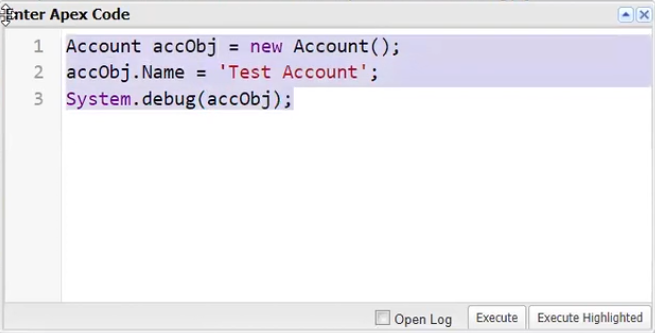 Enter Apex Code
1 Account accObj = new Account();
2 accObj.Name = 'Test Account';
3 System.debug(accObj);
Open Log Execute Execute Highlighted